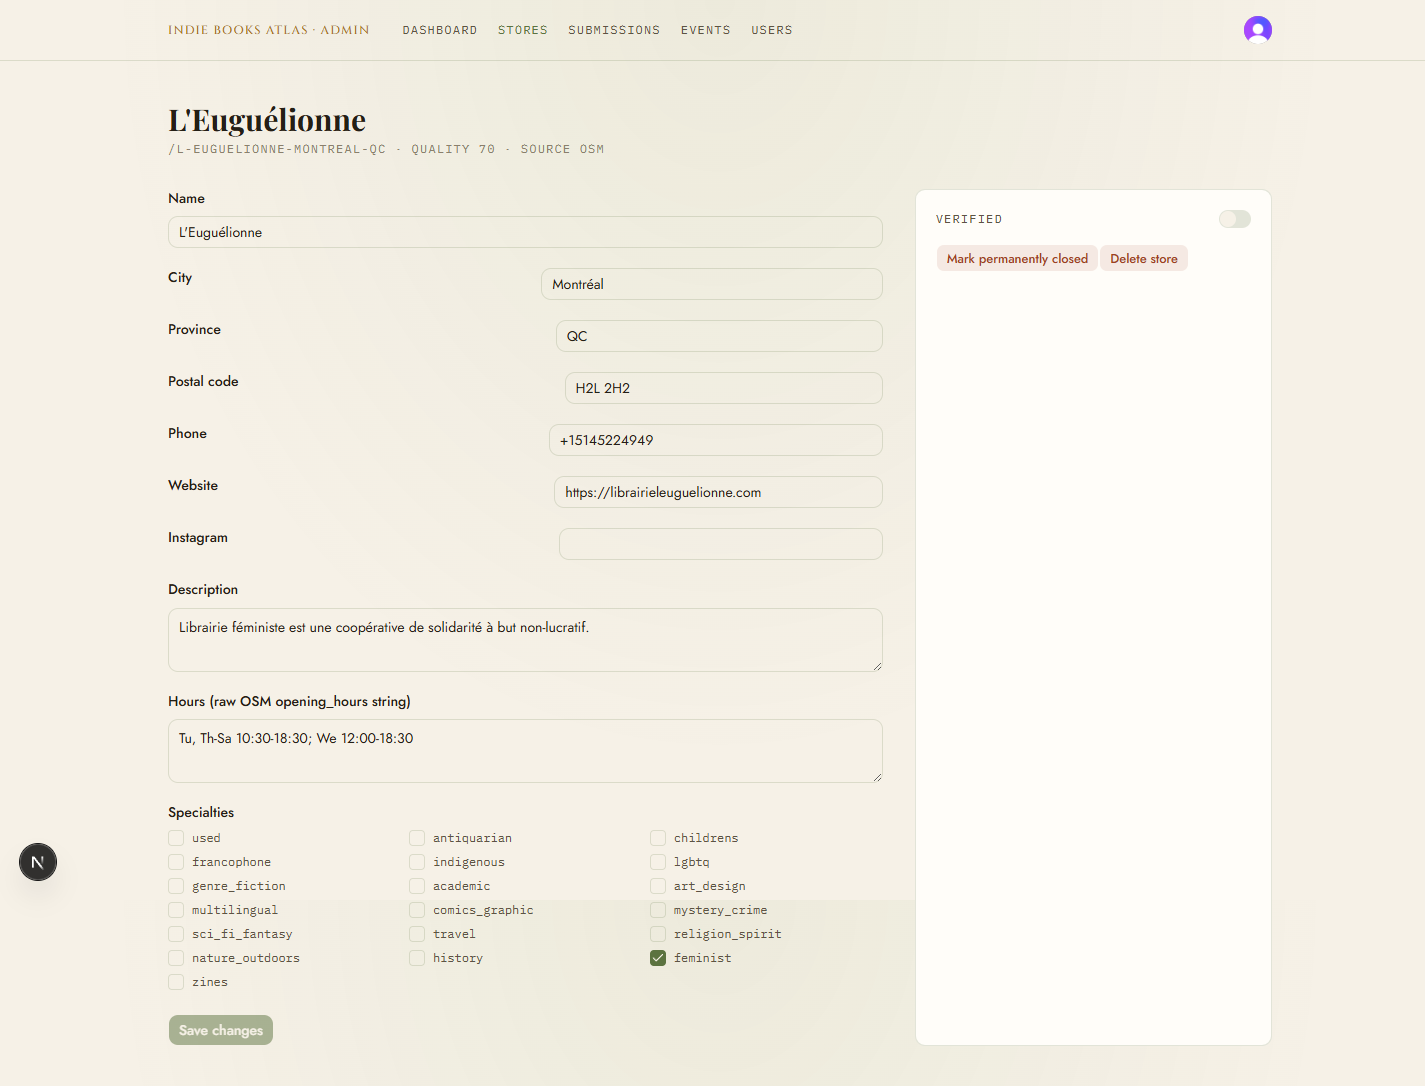 INDIE BOOKS ATLAS · ADMIN
DASHBOARD STORES SUBMISSIONS EVENTS USERS
L'Euguélionne
/L-EUGUELIONNE-MONTREAL-QC · QUALITY 70 · SOURCE OSM
Name
L'Euguélionne
City
Montréal
Province
QC
Postal code
H2L 2H2
Phone
+15145224949
Website
https://librairieleuguelionne.com
Instagram
Description
Librairie féministe est une coopérative de solidarité à but non-lucratif.
Hours (raw OSM opening_hours string)
Tu, Th-Sa 10:30-18:30; We 12:00-18:30
Specialties
used antiquarian childrens
francophone indigenous lgbtq
genre_fiction academic art_design
multilingual comics_graphic mystery_crime
sci_fi_fantasy travel religion_spirit
nature_outdoors history feminist
zines
Save changes
VERIFIED
Mark permanently closed Delete store
N